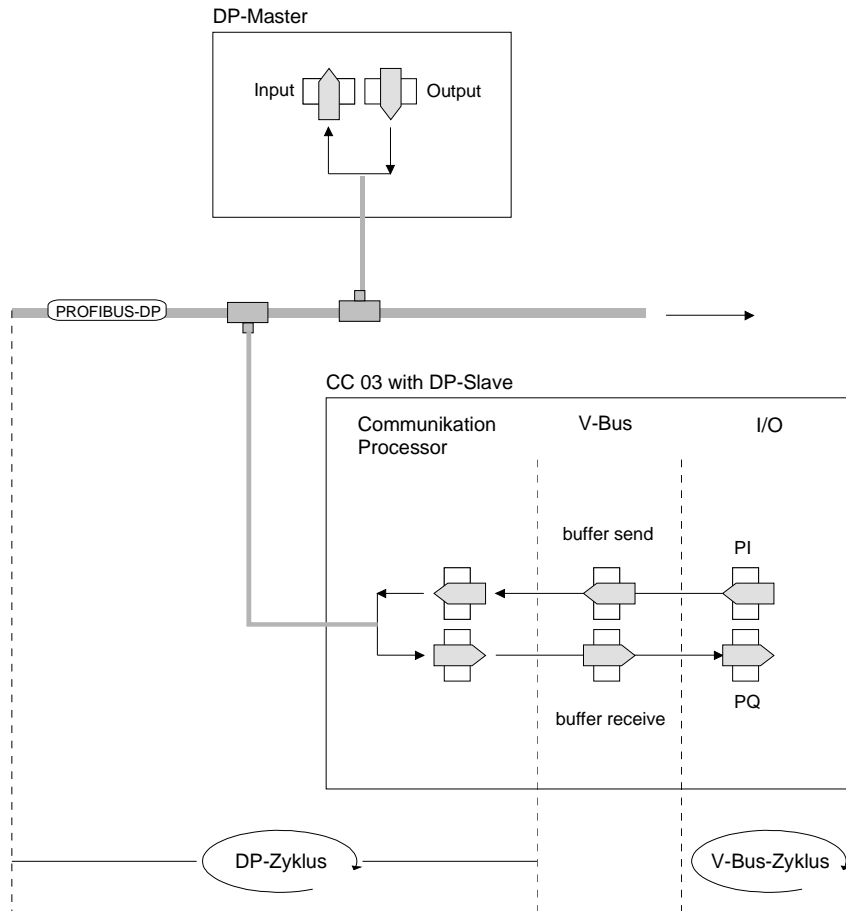 DP-Master
Input
Output
PROFIBUS-DP
CC 03 with DP-Slave
Communikation
Processor
V-Bus
I/O
buffer send
PI
buffer receive
PQ
DP-Zyklus
V-Bus-Zyklus